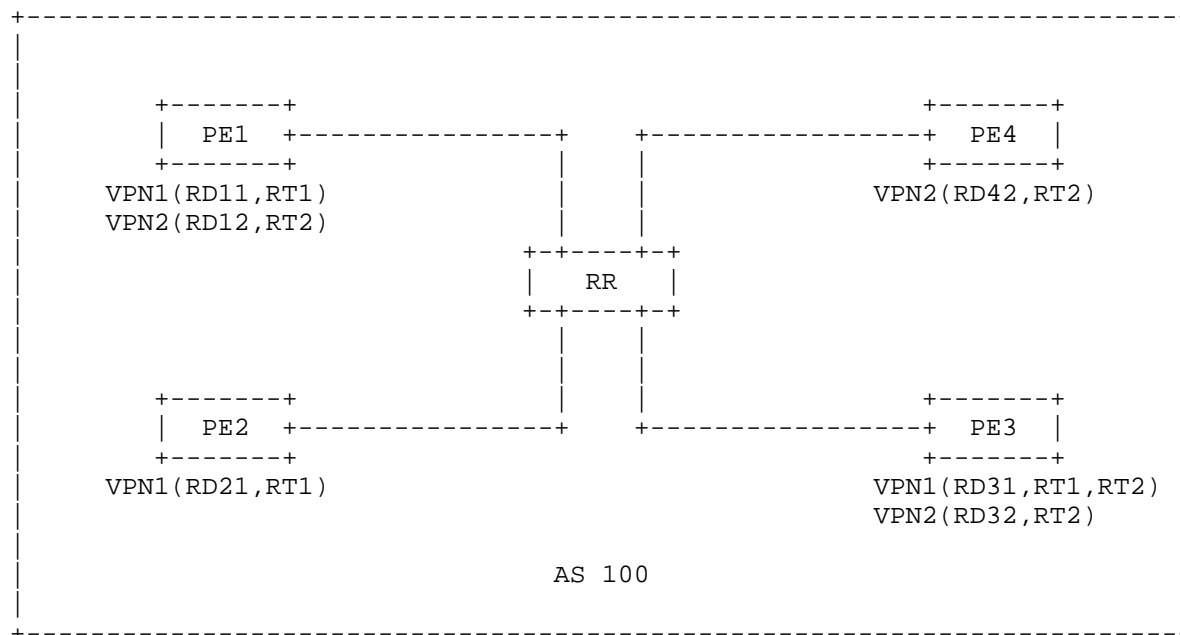 PE1
PE4
VPN1(RD11,RT1)
VPN2(RD42,RT2)
VPN2(RD12,RT2)
RR
PE2
PE3
VPN1(RD21,RT1)
VPN1(RD31,RT1,RT2)
VPN2(RD32,RT2)
AS 100